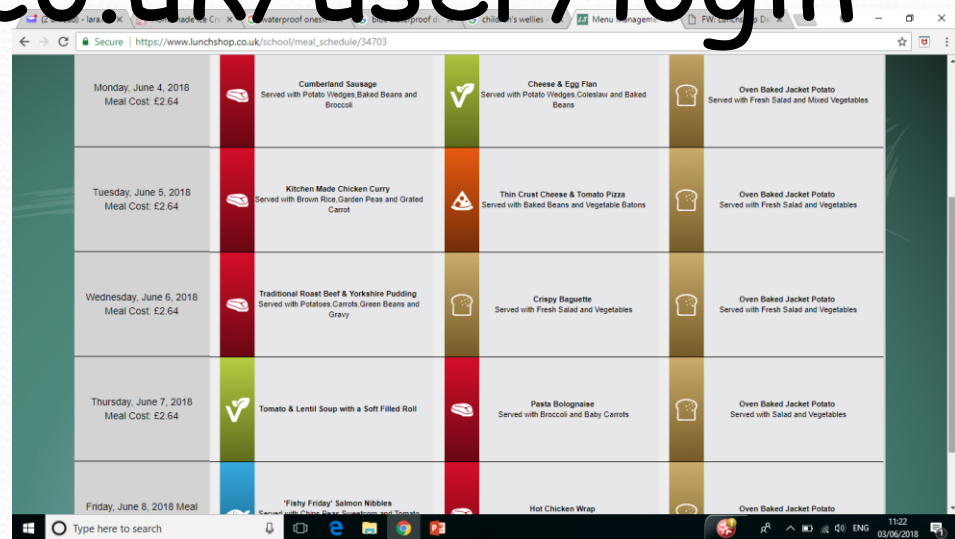 co.uk/user/login
children's wellies
Secure | https://www.lunchshop.co.uk/school/meal_schedule/34703
Monday, June 4, 2018
Meal Cost: £2.64
Cumberland Sausage
Served with Potato Wedges,Baked Beans and
Broccoli
Cheese & Egg Flan
Served with Potato Wedges,Coleslaw and Baked
Beans
Oven Baked Jacket Potato
Served with Fresh Salad and Mixed Vegetables
Tuesday, June 5, 2018
Meal Cost: £2.64
Kitchen Made Chicken Curry
Served with Brown Rice,Garden Peas and Grated
Carrot
Thin Crust Cheese & Tomato Pizza
Served with Baked Beans and Vegetable Batons
Oven Baked Jacket Potato
Served with Fresh Salad and Vegetables
Wednesday, June 6, 2018
Meal Cost: £2.64
Traditional Roast Beef & Yorkshire Pudding
Served with Potatoes,Carrots,Green Beans and
Gravy
Crispy Baguette
Served with Fresh Salad and Vegetables
Oven Baked Jacket Potato
Served with Fresh Salad and Vegetables
Thursday, June 7, 2018
Meal Cost: £2.64
Tomato & Lentil Soup with a Soft Filled Roll
Pasta Bolognaise
Served with Broccoli and Baby Carrots
Oven Baked Jacket Potato
Served with Salad and Vegetables
Friday, June 8, 2018 Meal
'Fishy Friday' Salmon Nibbles
Served with Chips,Peas,Sweetcorn and Tomato
Hot Chicken Wrap
Oven Baked Jacket Potato
Type here to search
ENG
11:22
03/06/2018